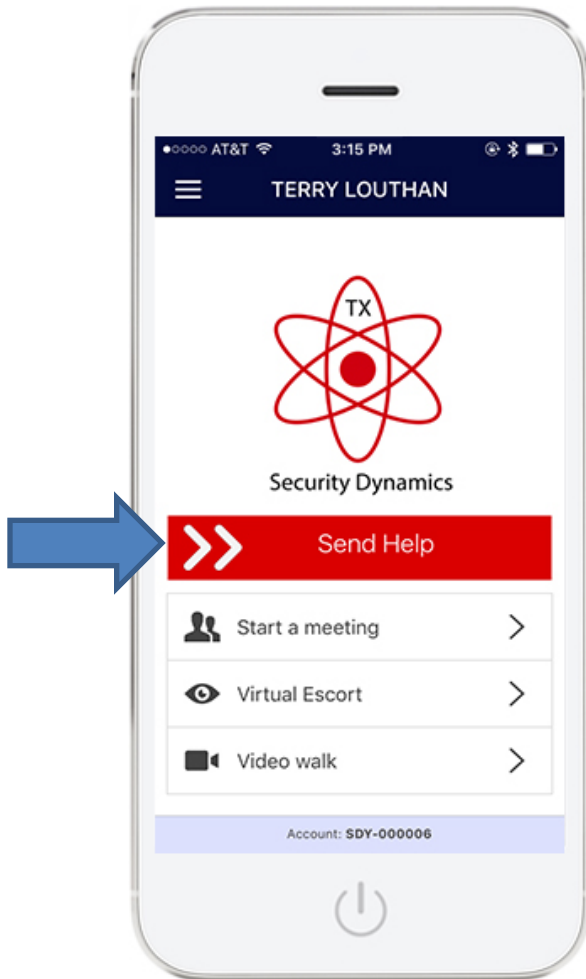 AT&T 3:15 PM
TERRY LOUTHAN
TX
Security Dynamics
Send Help
Start a meeting
Virtual Escort
Video walk
Account: SDY-000006